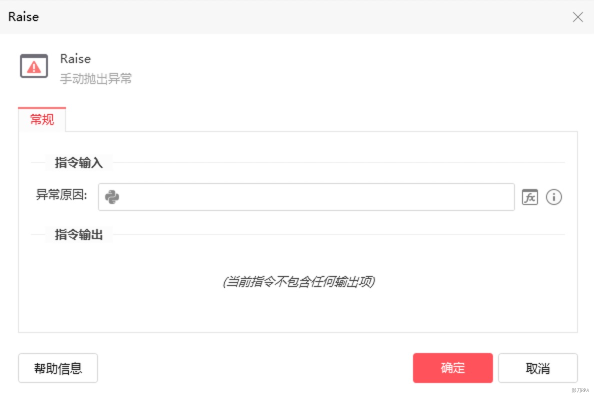 Raise
Raise
手动抛出异常
常规
指令输入
异常原因:
fx
指令输出
(当前指令不包含任何输出项)
帮助信息
确定
取消